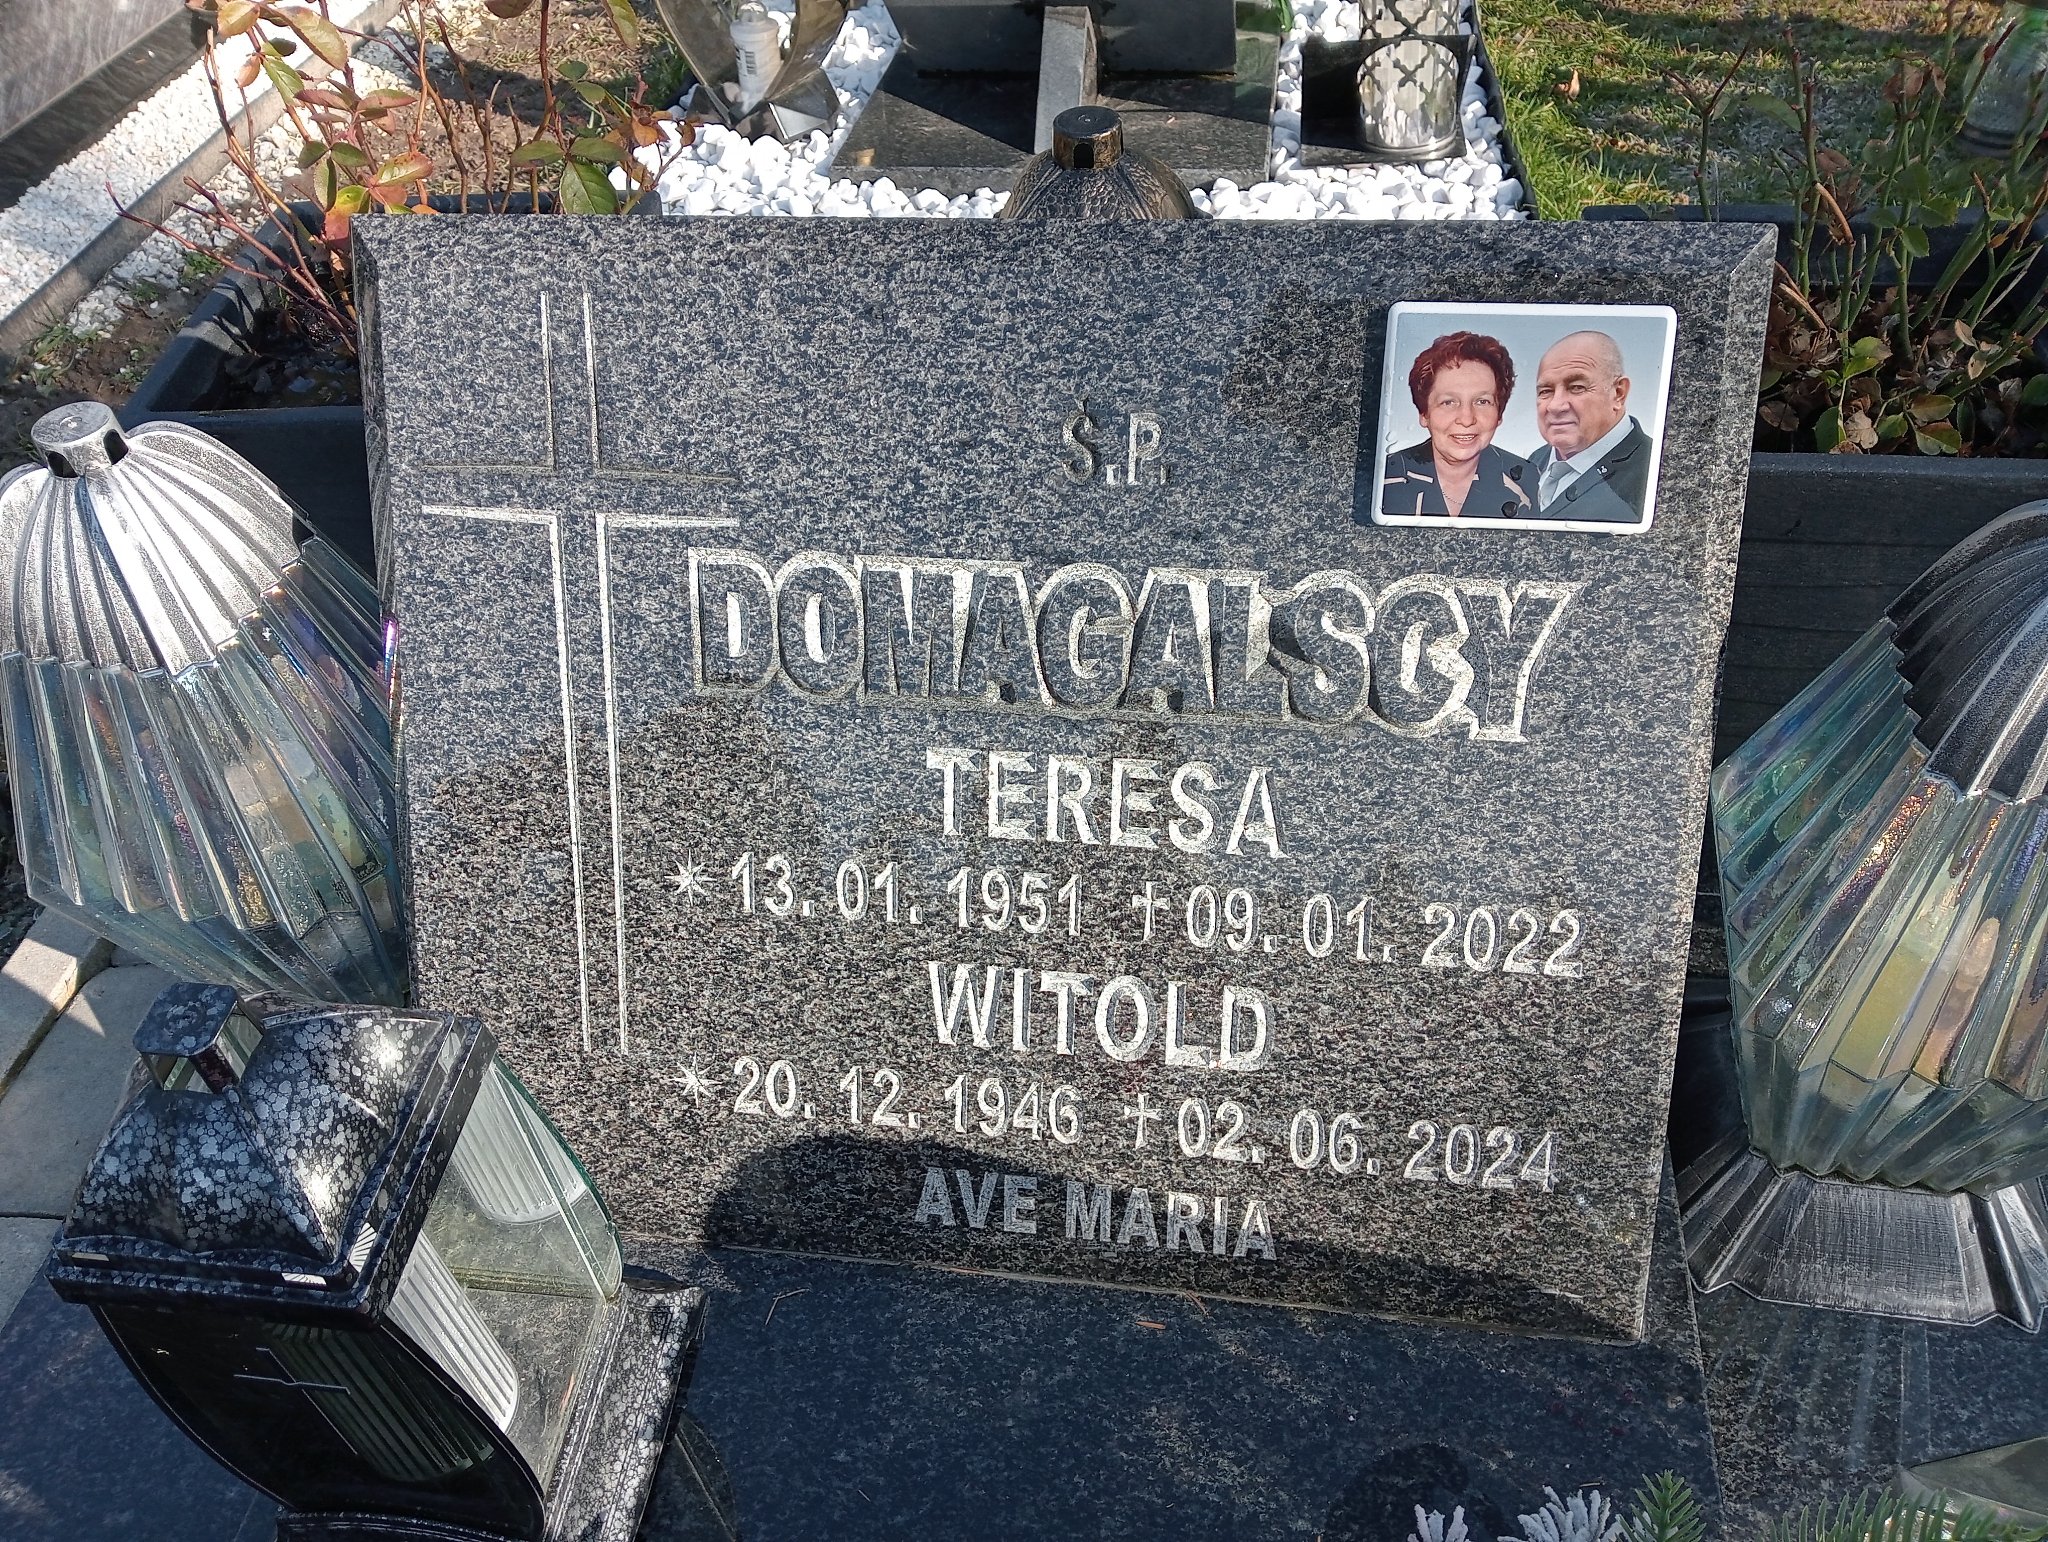 Ś.P.
DOMAGALSCY
TERESA
* 13. 01. 1951 † 09. 01. 2022
WITOLD
* 20. 12. 1946 † 02. 06. 2024
AVE MARIA